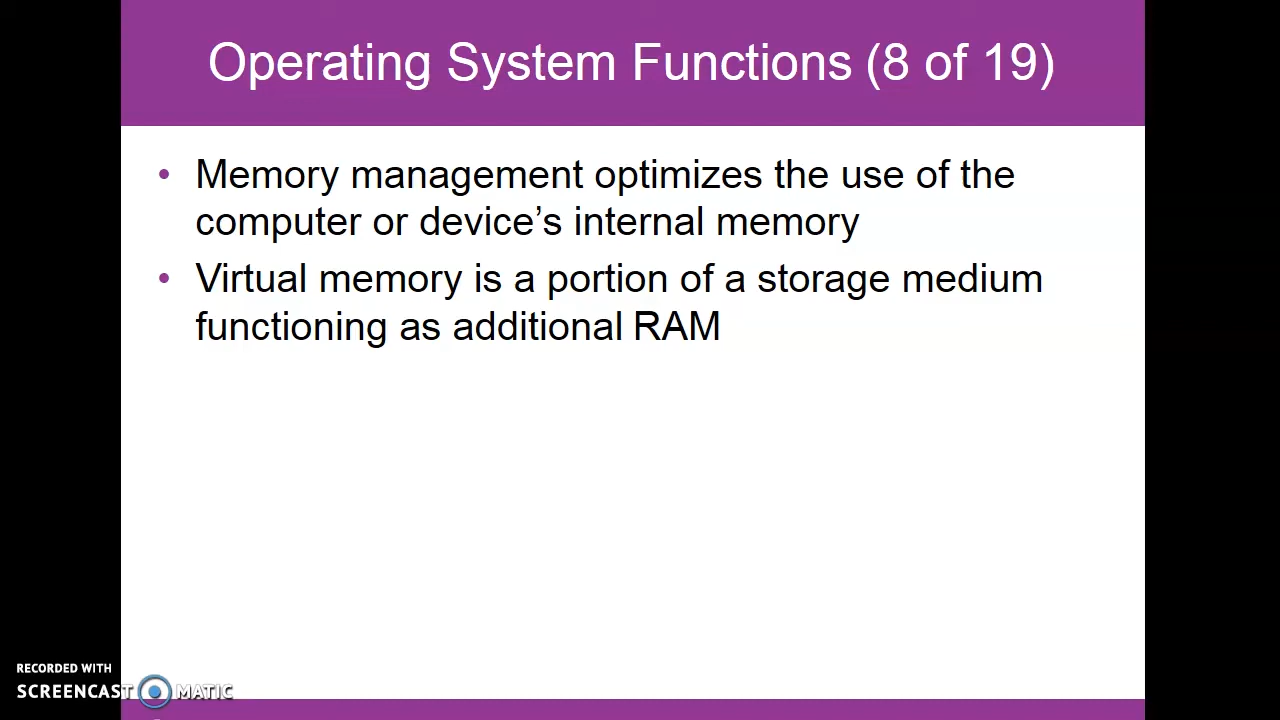 Operating System Functions (8 of 19)
• Memory management optimizes the use of the
computer or device’s internal memory
• Virtual memory is a portion of a storage medium
functioning as additional RAM
RECORDED WITH
SCREENCAST MATIC